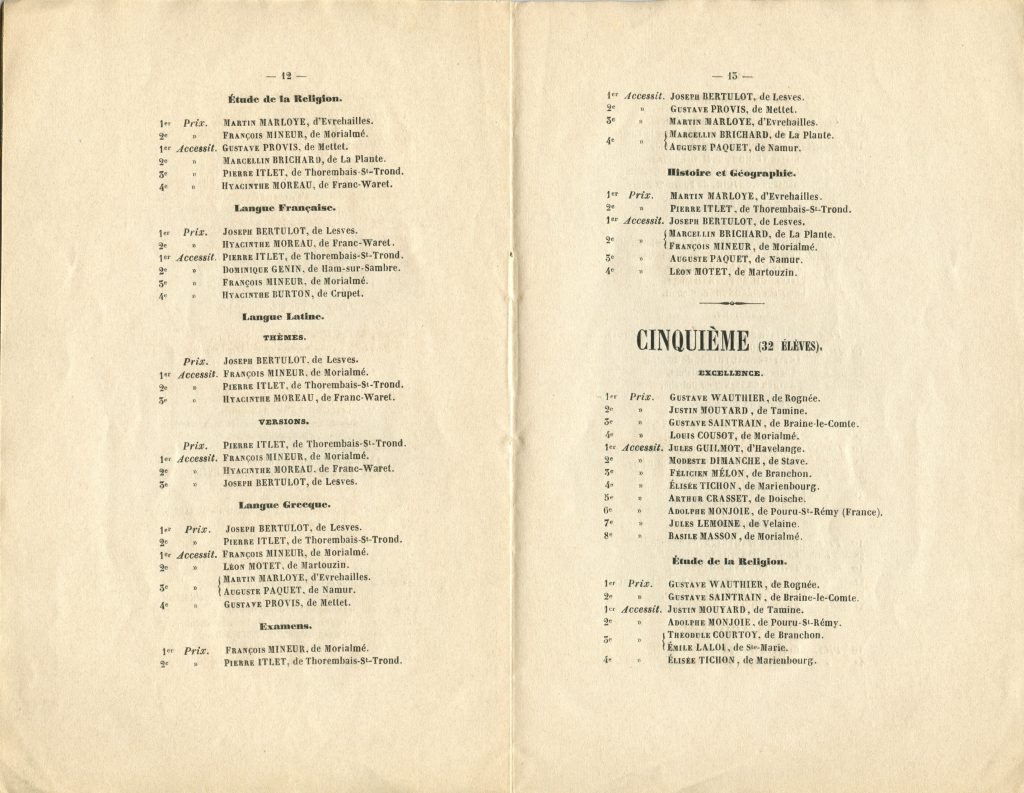 — 12 —
Étude de la Religion.
1er Prix. Martin MARLOYE, d'Evrehailles.
2e » François MINEUR, de Morialmé.
1er Accessit. Gustave PROVIS, de Mettet.
2e » Marcellin BRICHARD, de La Plante.
3e » Pierre ITLET, de Thorembais-St-Trond.
4e » Hyacinthe MOREAU, de Franc-Waret.
Langue Française.
1er Prix. Joseph BERTULOT, de Lesves.
2e » Hyacinthe MOREAU, de Franc-Waret.
1er Accessit. Pierre ITLET, de Thorembais-St-Trond.
2e » Dominique GENIN, de Ham-sur-Sambre.
3e » François MINEUR, de Morialmé.
4e » Hyacinthe BURTON, de Crupet.
Langue Latine.
THÈMES.
Prix. Joseph BERTULOT, de Lesves.
1er Accessit. François MINEUR, de Morialmé.
2e » Pierre ITLET, de Thorembais-St-Trond.
3e » Hyacinthe MOREAU, de Franc-Waret.
VERSIONS.
Prix. Pierre ITLET, de Thorembais-St-Trond.
1er Accessit. François MINEUR, de Morialmé.
2e » Hyacinthe MOREAU, de Franc-Waret.
3e » Joseph BERTULOT, de Lesves.
Langue Grecque.
1er Prix. Joseph BERTULOT, de Lesves.
2e » Pierre ITLET, de Thorembais-St-Trond.
1er Accessit. François MINEUR, de Morialmé.
2e » Léon MOTET, de Martouzin.
3e » { Martin MARLOYE, d'Evrehailles.
Auguste PAQUET, de Namur.
4e » Gustave PROVIS, de Mettet.
Examens.
1er Prix. François MINEUR, de Morialmé.
2e » Pierre ITLET, de Thorembais-St-Trond.
— 13 —
1er Accessit. Joseph BERTULOT, de Lesves.
2e » Gustave PROVIS, de Mettet.
3e » Martin MARLOYE, d'Evrehailles.
4e » { Marcellin BRICHARD, de La Plante.
Auguste PAQUET, de Namur.
Histoire et Géographie.
1er Prix. Martin MARLOYE, d'Evrehailles.
2e » Pierre ITLET, de Thorembais-St-Trond.
1er Accessit. Joseph BERTULOT, de Lesves.
2e » { Marcellin BRICHARD, de La Plante.
François MINEUR, de Morialmé.
3e » Auguste PAQUET, de Namur.
4e » Léon MOTET, de Martouzin.
CINQUIÈME (32 ÉLÈVES).
EXCELLENCE.
1er Prix. Gustave WAUTHIER, de Rognée.
2e » Justin MOUYARD, de Tamine.
3e » Gustave SAINTRAIN, de Braine-le-Comte.
4e » Louis COUSOT, de Morialmé.
1er Accessit. Jules GUILMOT, d'Havelange.
2e » Modeste DIMANCHE, de Stave.
3e » Félicien MÉLON, de Branchon.
4e » Élisée TICHON, de Marienbourg.
5e » Arthur CRASSET, de Doische.
6e » Adolphe MONJOIE, de Pouru-St-Rémy (France).
7e » Jules LEMOINE, de Velaine.
8e » Basile MASSON, de Morialmé.
Étude de la Religion.
1er Prix. Gustave WAUTHIER, de Rognée.
2e » Gustave SAINTRAIN, de Braine-le-Comte.
1er Accessit. Justin MOUYARD, de Tamine.
2e » Adolphe MONJOIE, de Pouru-St-Rémy.
3e » { Théodule COURTOY, de Branchon.
Émile LALOI, de Ste-Marie.
4e » Élisée TICHON, de Marienbourg.